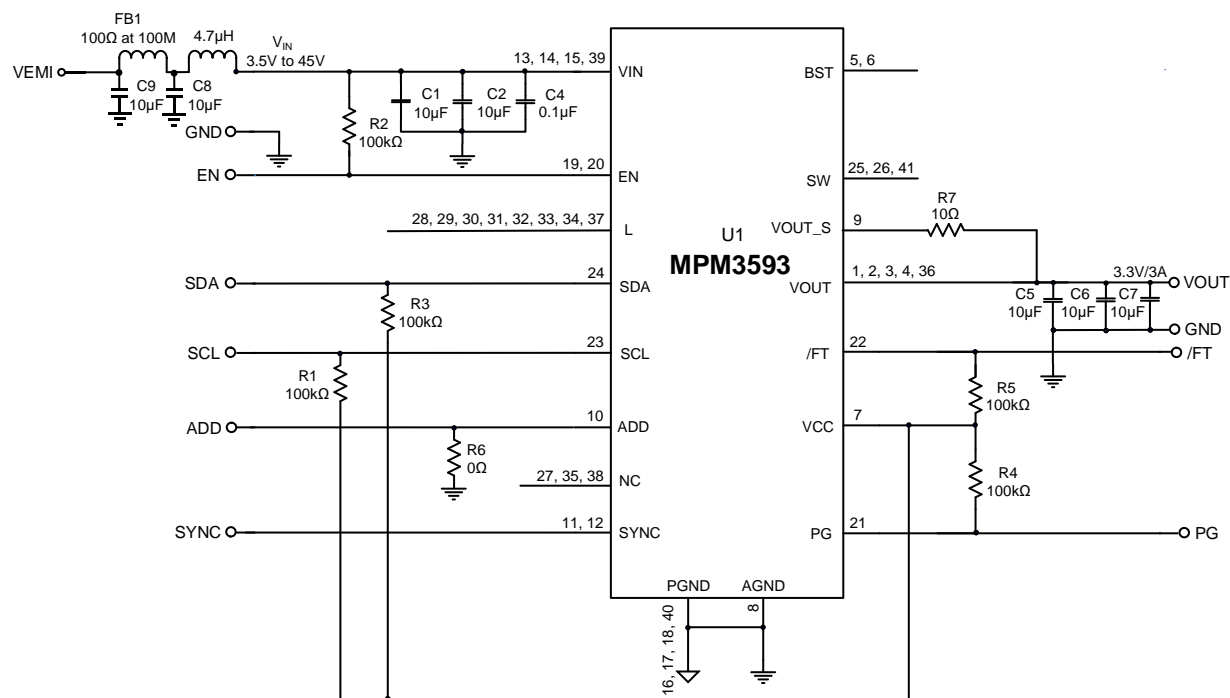 FB1
100Ω at 100M
4.7µH
VIN
3.5V to 45V
VEMI
C9
10µF
C8
10µF
GND
EN
R2
100kΩ
C1
10µF
C2
10µF
C4
0.1µF
13, 14, 15, 39
VIN
19, 20
EN
28, 29, 30, 31, 32, 33, 34, 37
L
SDA
24
SDA
R3
100kΩ
SCL
23
SCL
R1
100kΩ
ADD
10
ADD
R6
0Ω
27, 35, 38
NC
SYNC
11, 12
SYNC
U1
MPM3593
BST
5, 6
SW
25, 26, 41
VOUT_S
9
R7
10Ω
VOUT
1, 2, 3, 4, 36
3.3V/3A
VOUT
C5
10µF
C6
10µF
C7
10µF
GND
/FT
22
/FT
R5
100kΩ
VCC
7
R4
100kΩ
PG
21
PG
PGND
AGND
16, 17, 18, 40
8